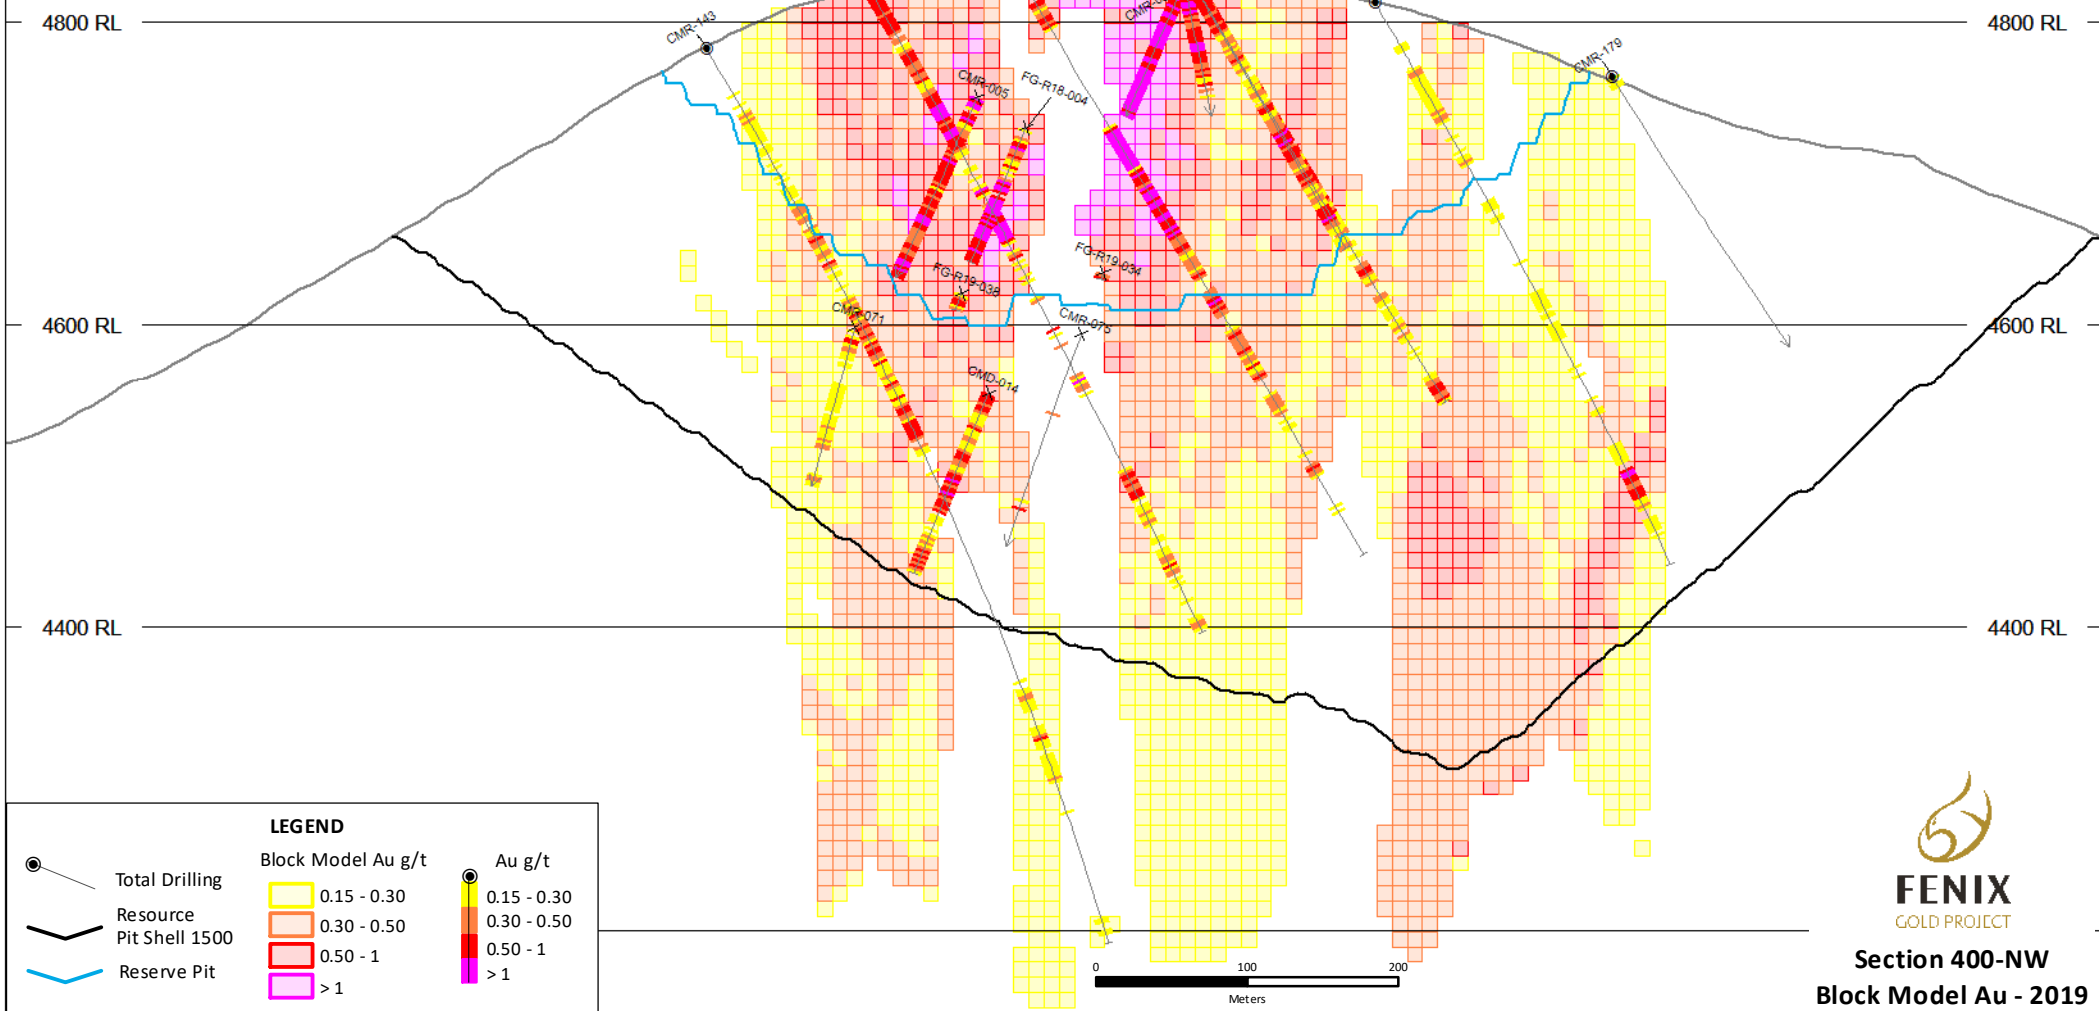 4800 RL
4800 RL
CMR-143
CMR-179
CMR-005
FG-R18-004
FG-R19-034
FG-R19-038
CMR-071
CMR-075
CMD-014
4600 RL
4600 RL
4400 RL
4400 RL
LEGEND
Block Model Au g/t
Au g/t
Total Drilling
Resource
Pit Shell 1500
Reserve Pit
0.15 - 0.30
0.30 - 0.50
0.50 - 1
> 1
0.15 - 0.30
0.30 - 0.50
0.50 - 1
> 1
0 100 200
Meters
FENIX
GOLD PROJECT
Section 400-NW
Block Model Au - 2019